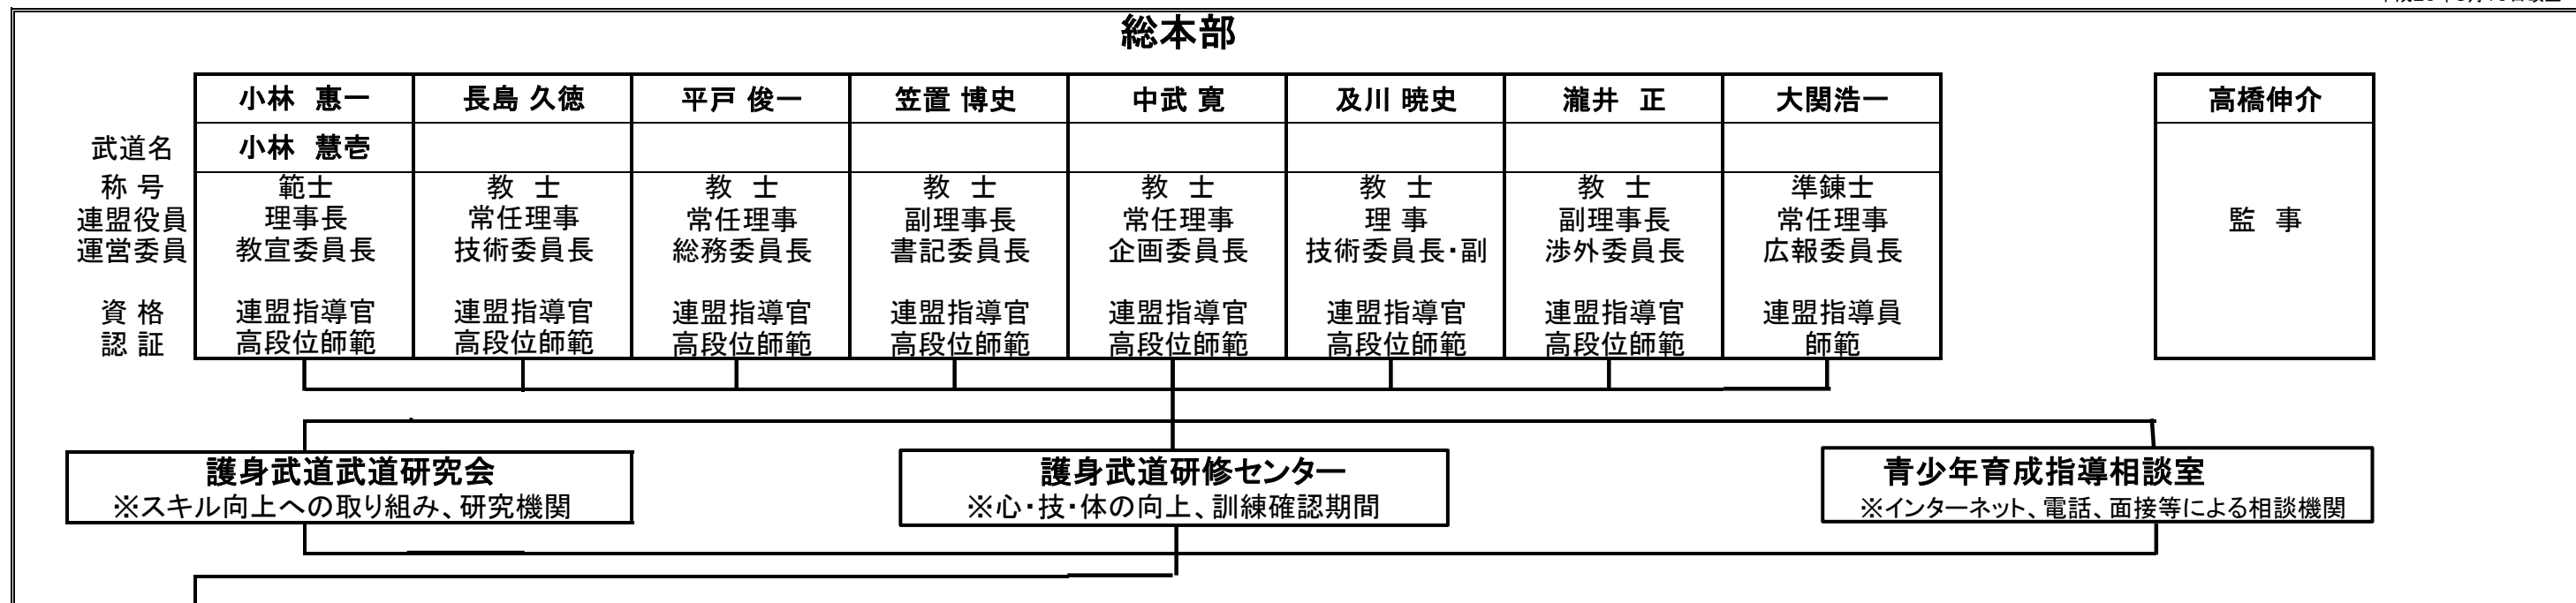 総本部
小林 惠一 長島 久徳 平戸 俊一 笠置 博史 中武 寛 及川 暁史 瀧井 正 大関浩一 高橋伸介
武道名 小林 慧壱
称 号 範士 教 士 教 士 教 士 教 士 教 士 教 士 準錬士
連盟役員 理事長 常任理事 常任理事 副理事長 常任理事 理 事 副理事長 常任理事 監 事
運営委員 教宣委員長 技術委員長 総務委員長 書記委員長 企画委員長 技術委員長・副 渉外委員長 広報委員長
資 格 連盟指導官 連盟指導官 連盟指導官 連盟指導官 連盟指導官 連盟指導官 連盟指導官 連盟指導員
認 証 高段位師範 高段位師範 高段位師範 高段位師範 高段位師範 高段位師範 高段位師範 師範
護身武道武道研究会 護身武道研修センター 青少年育成指導相談室
※スキル向上への取り組み、研究機関 ※心・技・体の向上、訓練確認期間 ※インターネット、電話、面接等による相談機関